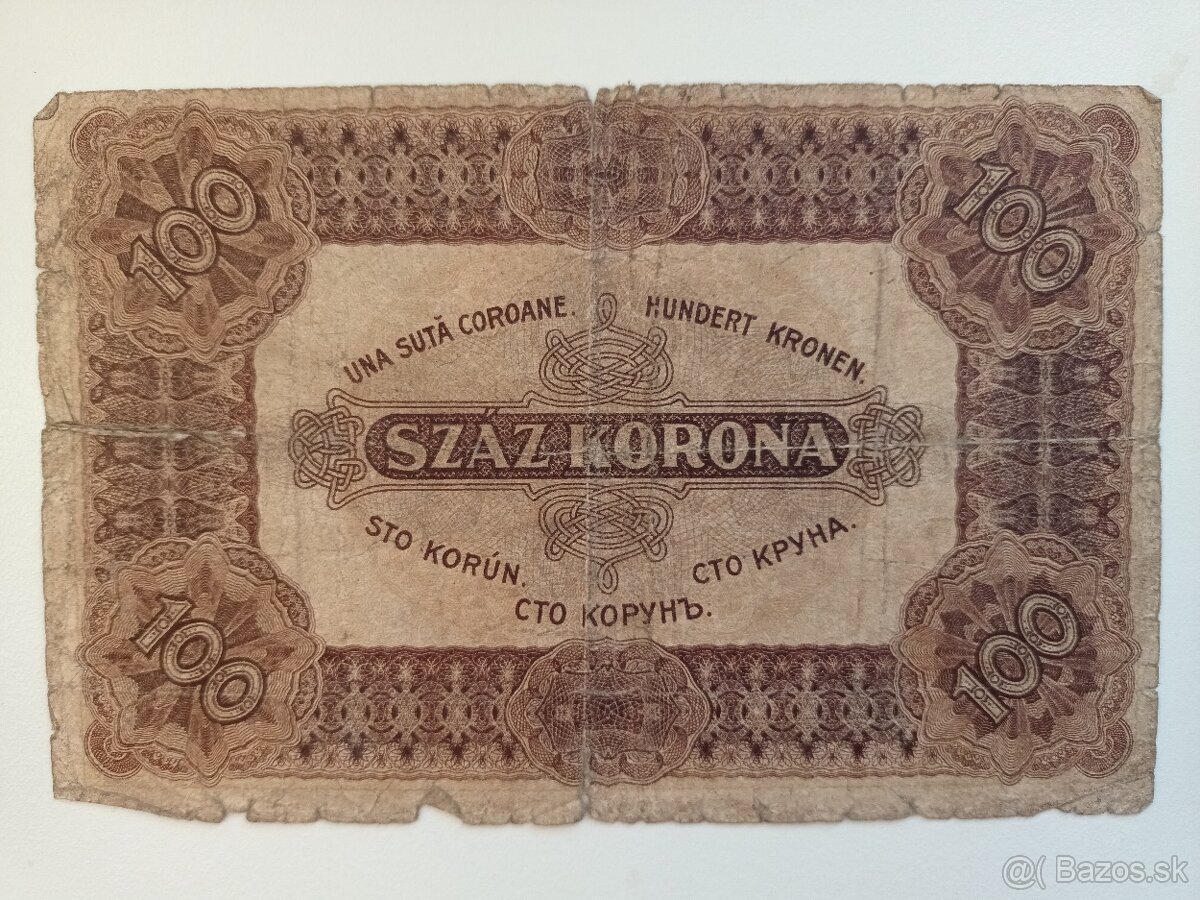 100
100
UNA SUTĂ COROANE.
HUNDERT KRONEN.
SZÁZ KORONA
STO KORÚN.
СТО КРУНА.
СТО КОРУНЪ.
100
100
@( Bazos.sk